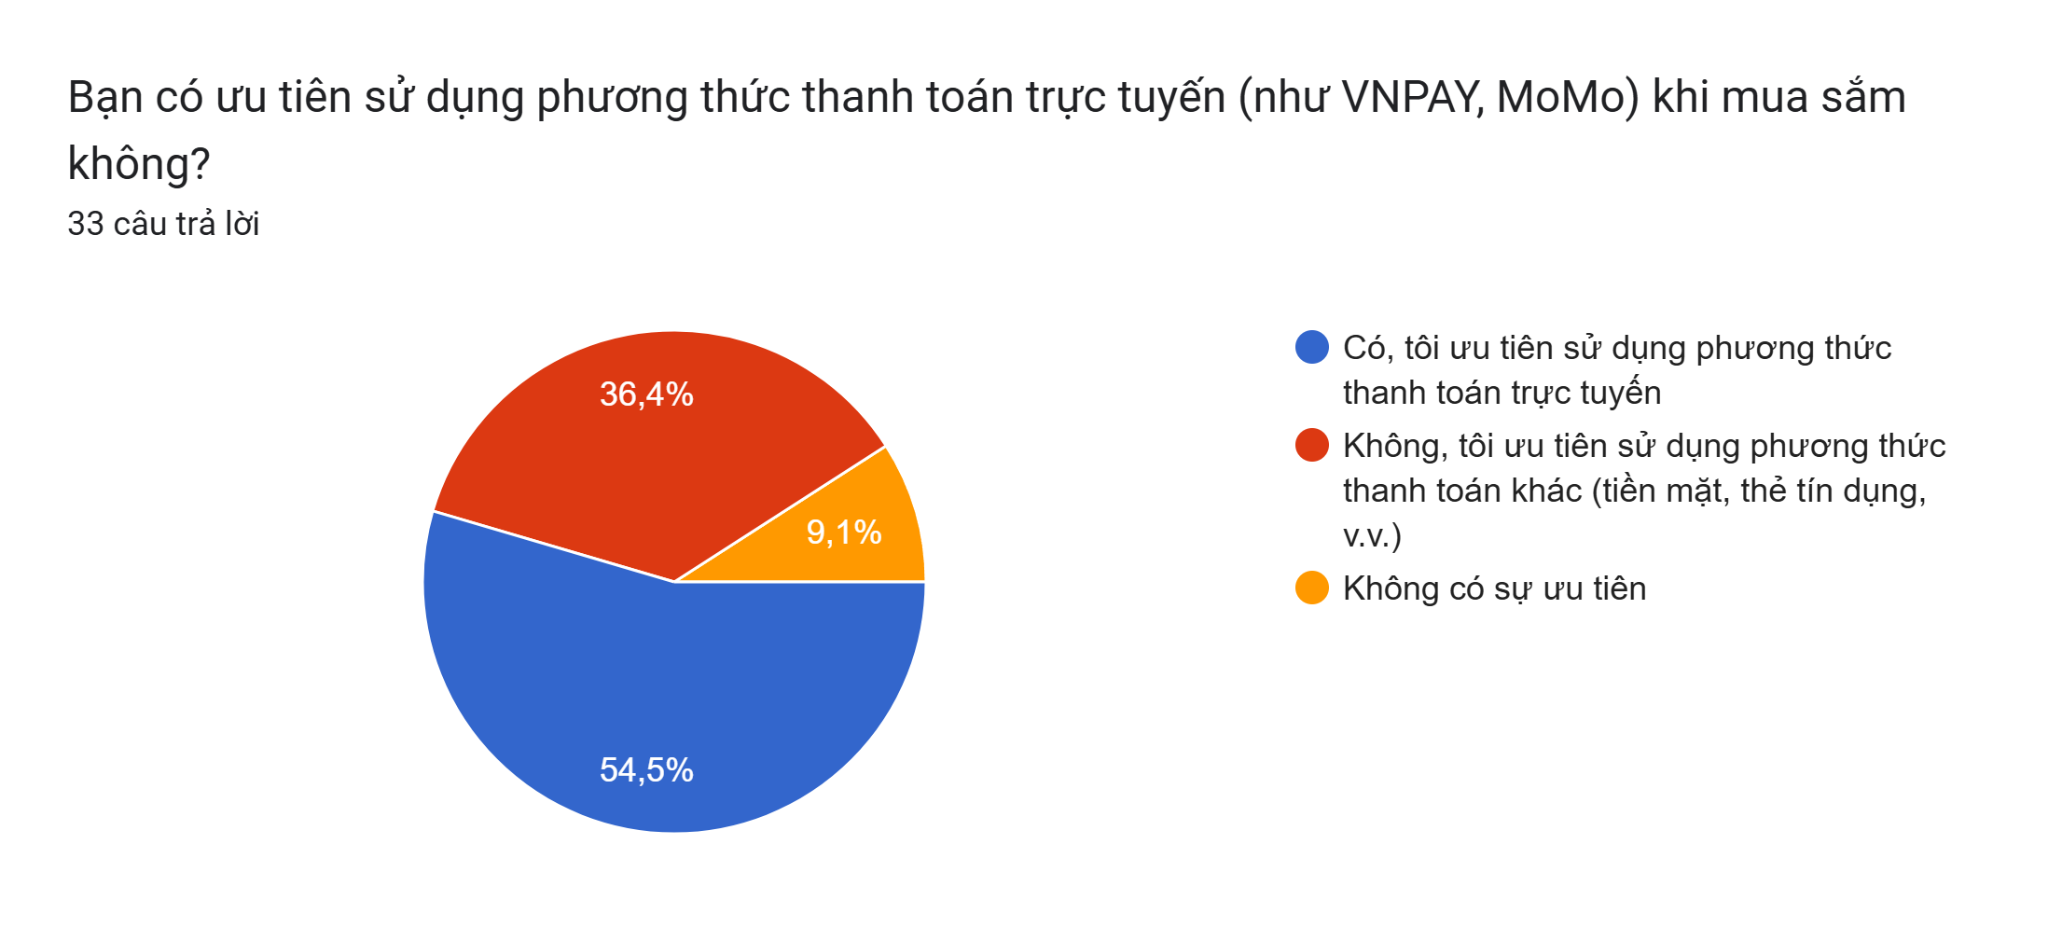 Bạn có ưu tiên sử dụng phương thức thanh toán trực tuyến (như VNPAY, MoMo) khi mua sắm
không?
33 câu trả lời
36,4%
9,1%
54,5%
Có, tôi ưu tiên sử dụng phương thức
thanh toán trực tuyến
Không, tôi ưu tiên sử dụng phương thức
thanh toán khác (tiền mặt, thẻ tín dụng,
v.v.)
Không có sự ưu tiên